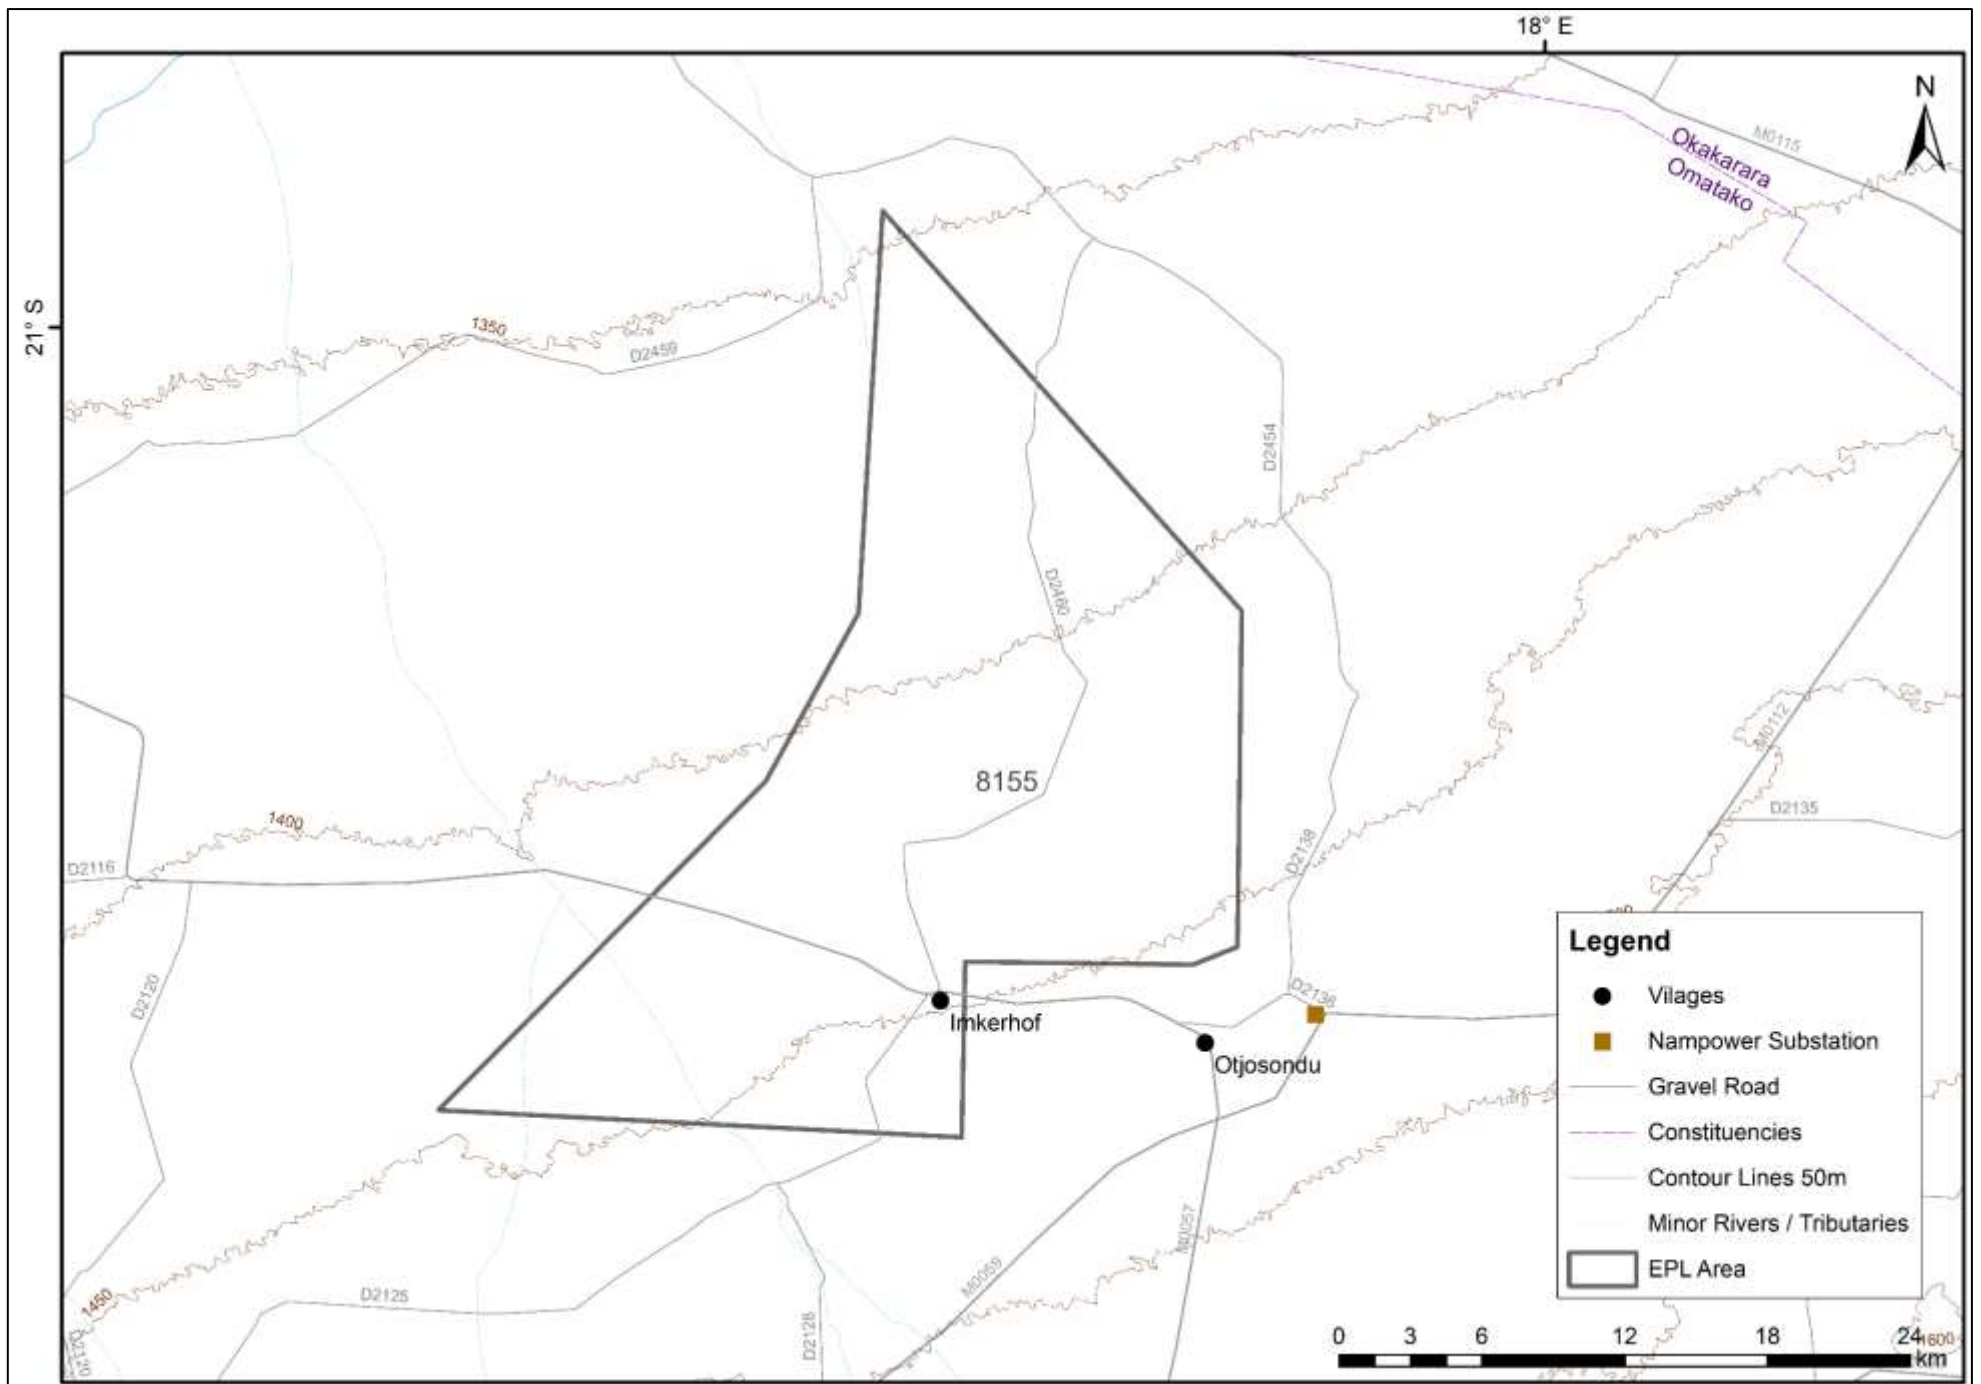 18° E
N
M0115
Okakarara
Omatako
21° S
1350
D2459
D2454
D2460
M0112
8155
D2135
1400
D2138
D2116
D2120
D2138
Imkerhof
Otjosondu
Legend
Vilages
Nampower Substation
Gravel Road
Constituencies
Contour Lines 50m
Minor Rivers / Tributaries
EPL Area
M0057
M0059
D2125
1450
D2128
D2120
0 3 6 12 18 24
km
1600